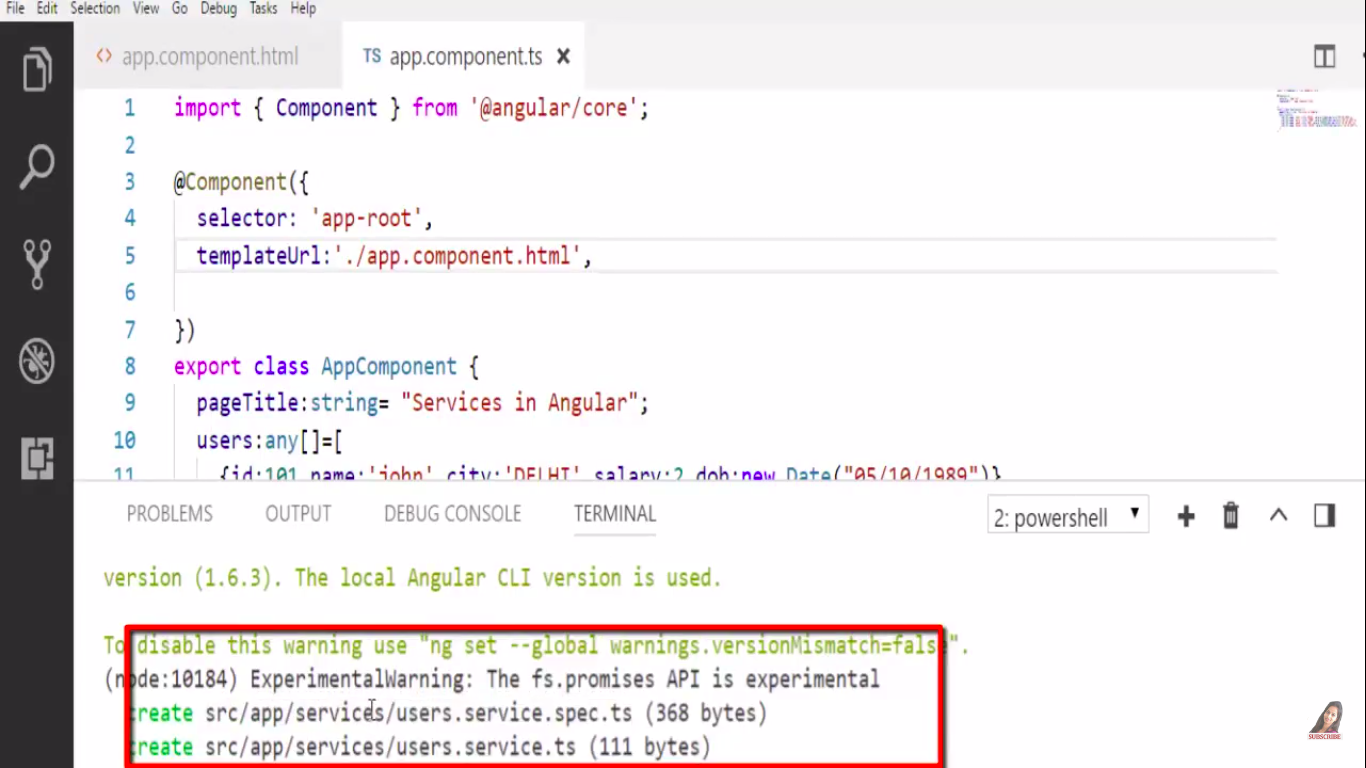 File Edit Selection View Go Debug Tasks Help
app.component.html TS app.component.ts
1 import { Component } from '@angular/core';
2
3 @Component({
4 selector: 'app-root',
5 templateUrl:'./app.component.html',
6
7 })
8 export class AppComponent {
9 pageTitle:string= "Services in Angular";
10 users:any[]=[
11 {id:101,name:'john',city:'DELHI',salary:2,dob:new Date("05/10/1989")}
PROBLEMS OUTPUT DEBUG CONSOLE TERMINAL 2: powershell
version (1.6.3). The local Angular CLI version is used.
To disable this warning use "ng set --global warnings.versionMismatch=false".
(node:10184) ExperimentalWarning: The fs.promises API is experimental
create src/app/services/users.service.spec.ts (368 bytes)
create src/app/services/users.service.ts (111 bytes)
SUBSCRIBE